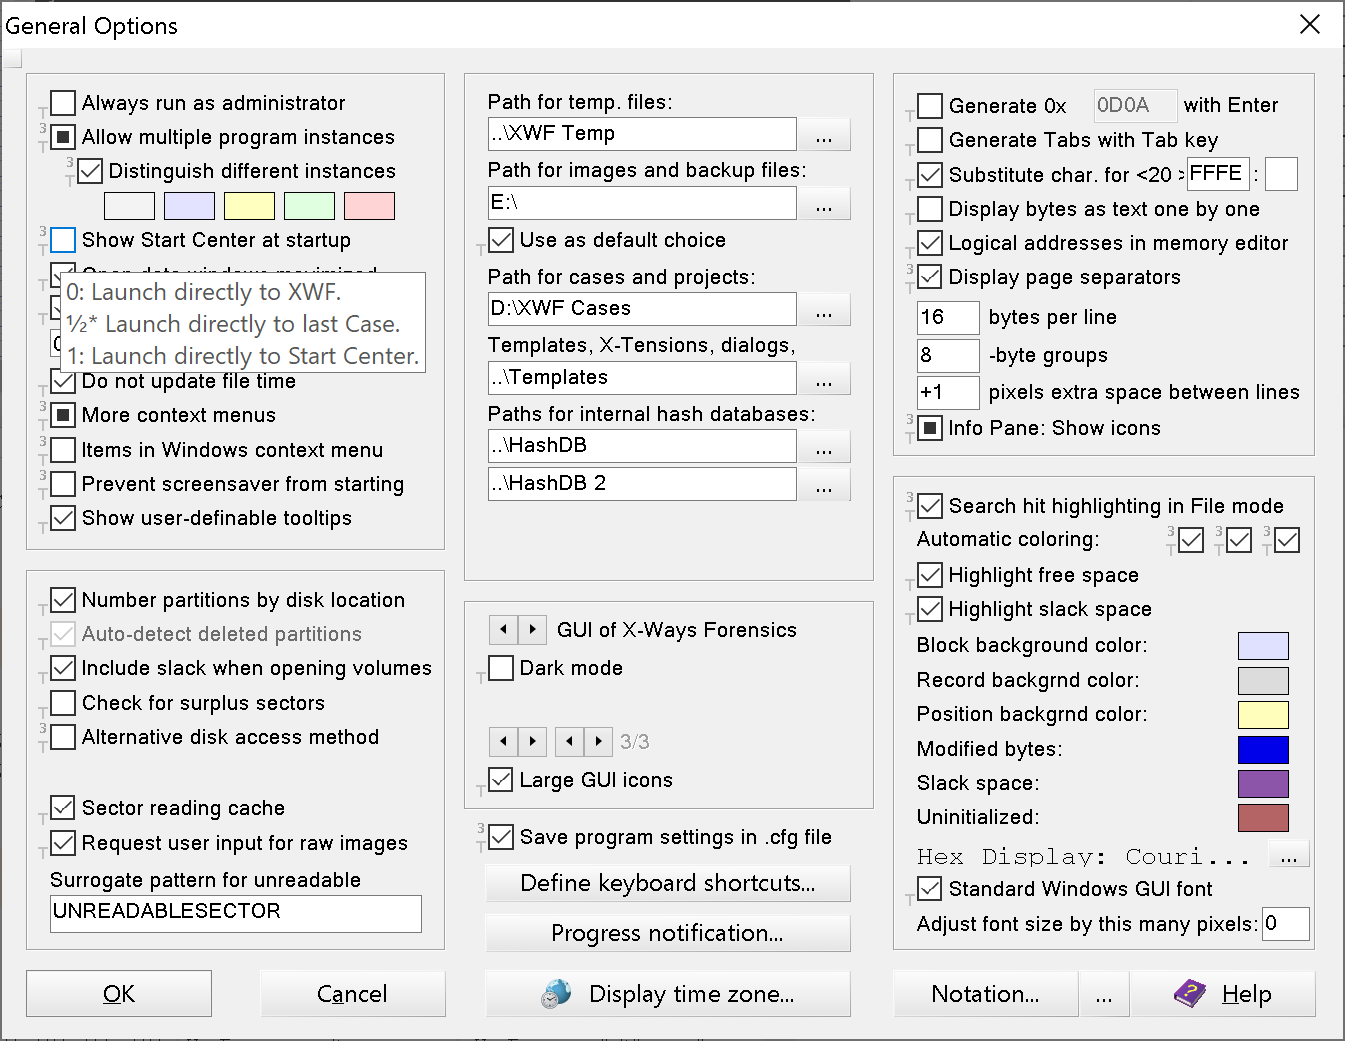 General Options
Always run as administrator
Allow multiple program instances
Distinguish different instances
Show Start Center at startup
0: Launch directly to XWF.
½* Launch directly to last Case.
1: Launch directly to Start Center.
Do not update file time
More context menus
Items in Windows context menu
Prevent screensaver from starting
Show user-definable tooltips
Number partitions by disk location
Auto-detect deleted partitions
Include slack when opening volumes
Check for surplus sectors
Alternative disk access method
Sector reading cache
Request user input for raw images
Surrogate pattern for unreadable
UNREADABLESECTOR
OK
Cancel
Path for temp. files:
..\XWF Temp
...
Path for images and backup files:
E:\
...
Use as default choice
Path for cases and projects:
D:\XWF Cases
...
Templates, X-Tensions, dialogs,
..\Templates
...
Paths for internal hash databases:
..\HashDB
...
..\HashDB 2
...
GUI of X-Ways Forensics
Dark mode
3/3
Large GUI icons
Save program settings in .cfg file
Define keyboard shortcuts...
Progress notification...
Display time zone...
Generate 0x 0D0A with Enter
Generate Tabs with Tab key
Substitute char. for <20 > FFFE :
Display bytes as text one by one
Logical addresses in memory editor
Display page separators
16 bytes per line
8 -byte groups
+1 pixels extra space between lines
Info Pane: Show icons
Search hit highlighting in File mode
Automatic coloring:
Highlight free space
Highlight slack space
Block background color:
Record backgrnd color:
Position backgrnd color:
Modified bytes:
Slack space:
Uninitialized:
Hex Display: Couri... ...
Standard Windows GUI font
Adjust font size by this many pixels: 0
Notation... ... Help